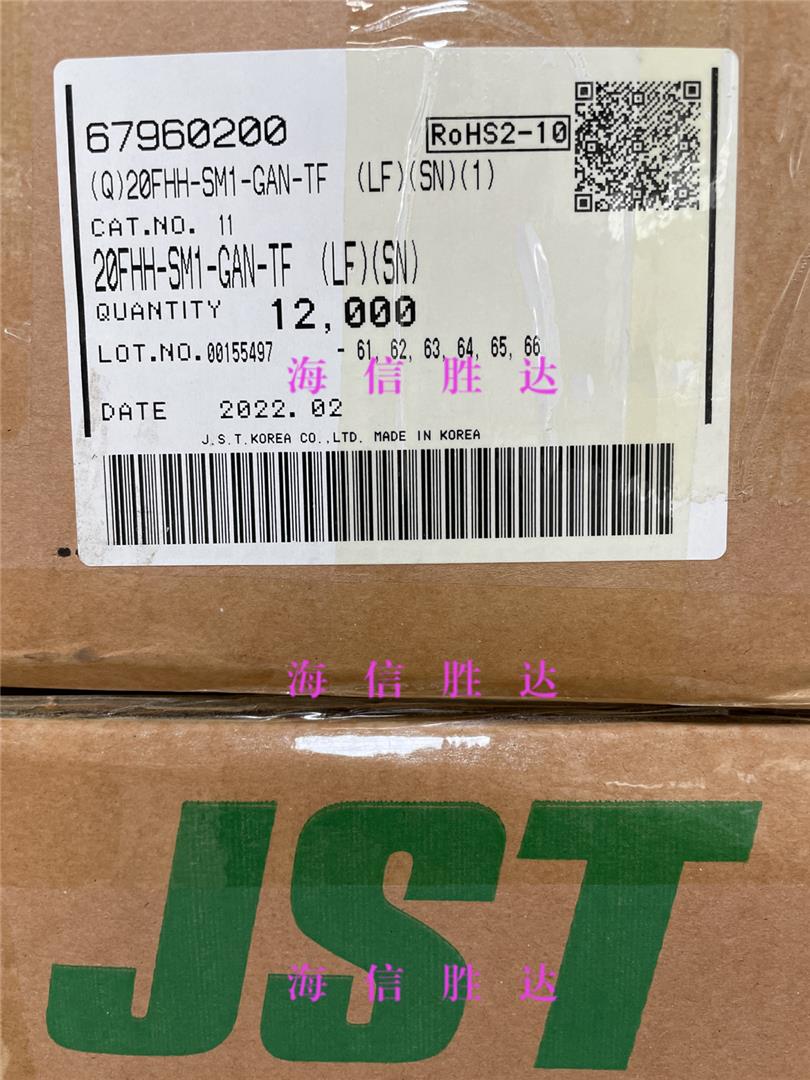 67960200
RoHS2-10
(Q)20FHH-SM1-GAN-TF (LF)(SN)(1)
CAT.NO. 11
20FHH-SM1-GAN-TF (LF)(SN)
QUANTITY 12,000
LOT.NO. 00155497 - 61, 62, 63, 64, 65, 66
海信胜达
DATE 2022.02
J.S.T.KOREA CO.,LTD. MADE IN KOREA
海信胜达
JST
海信胜达